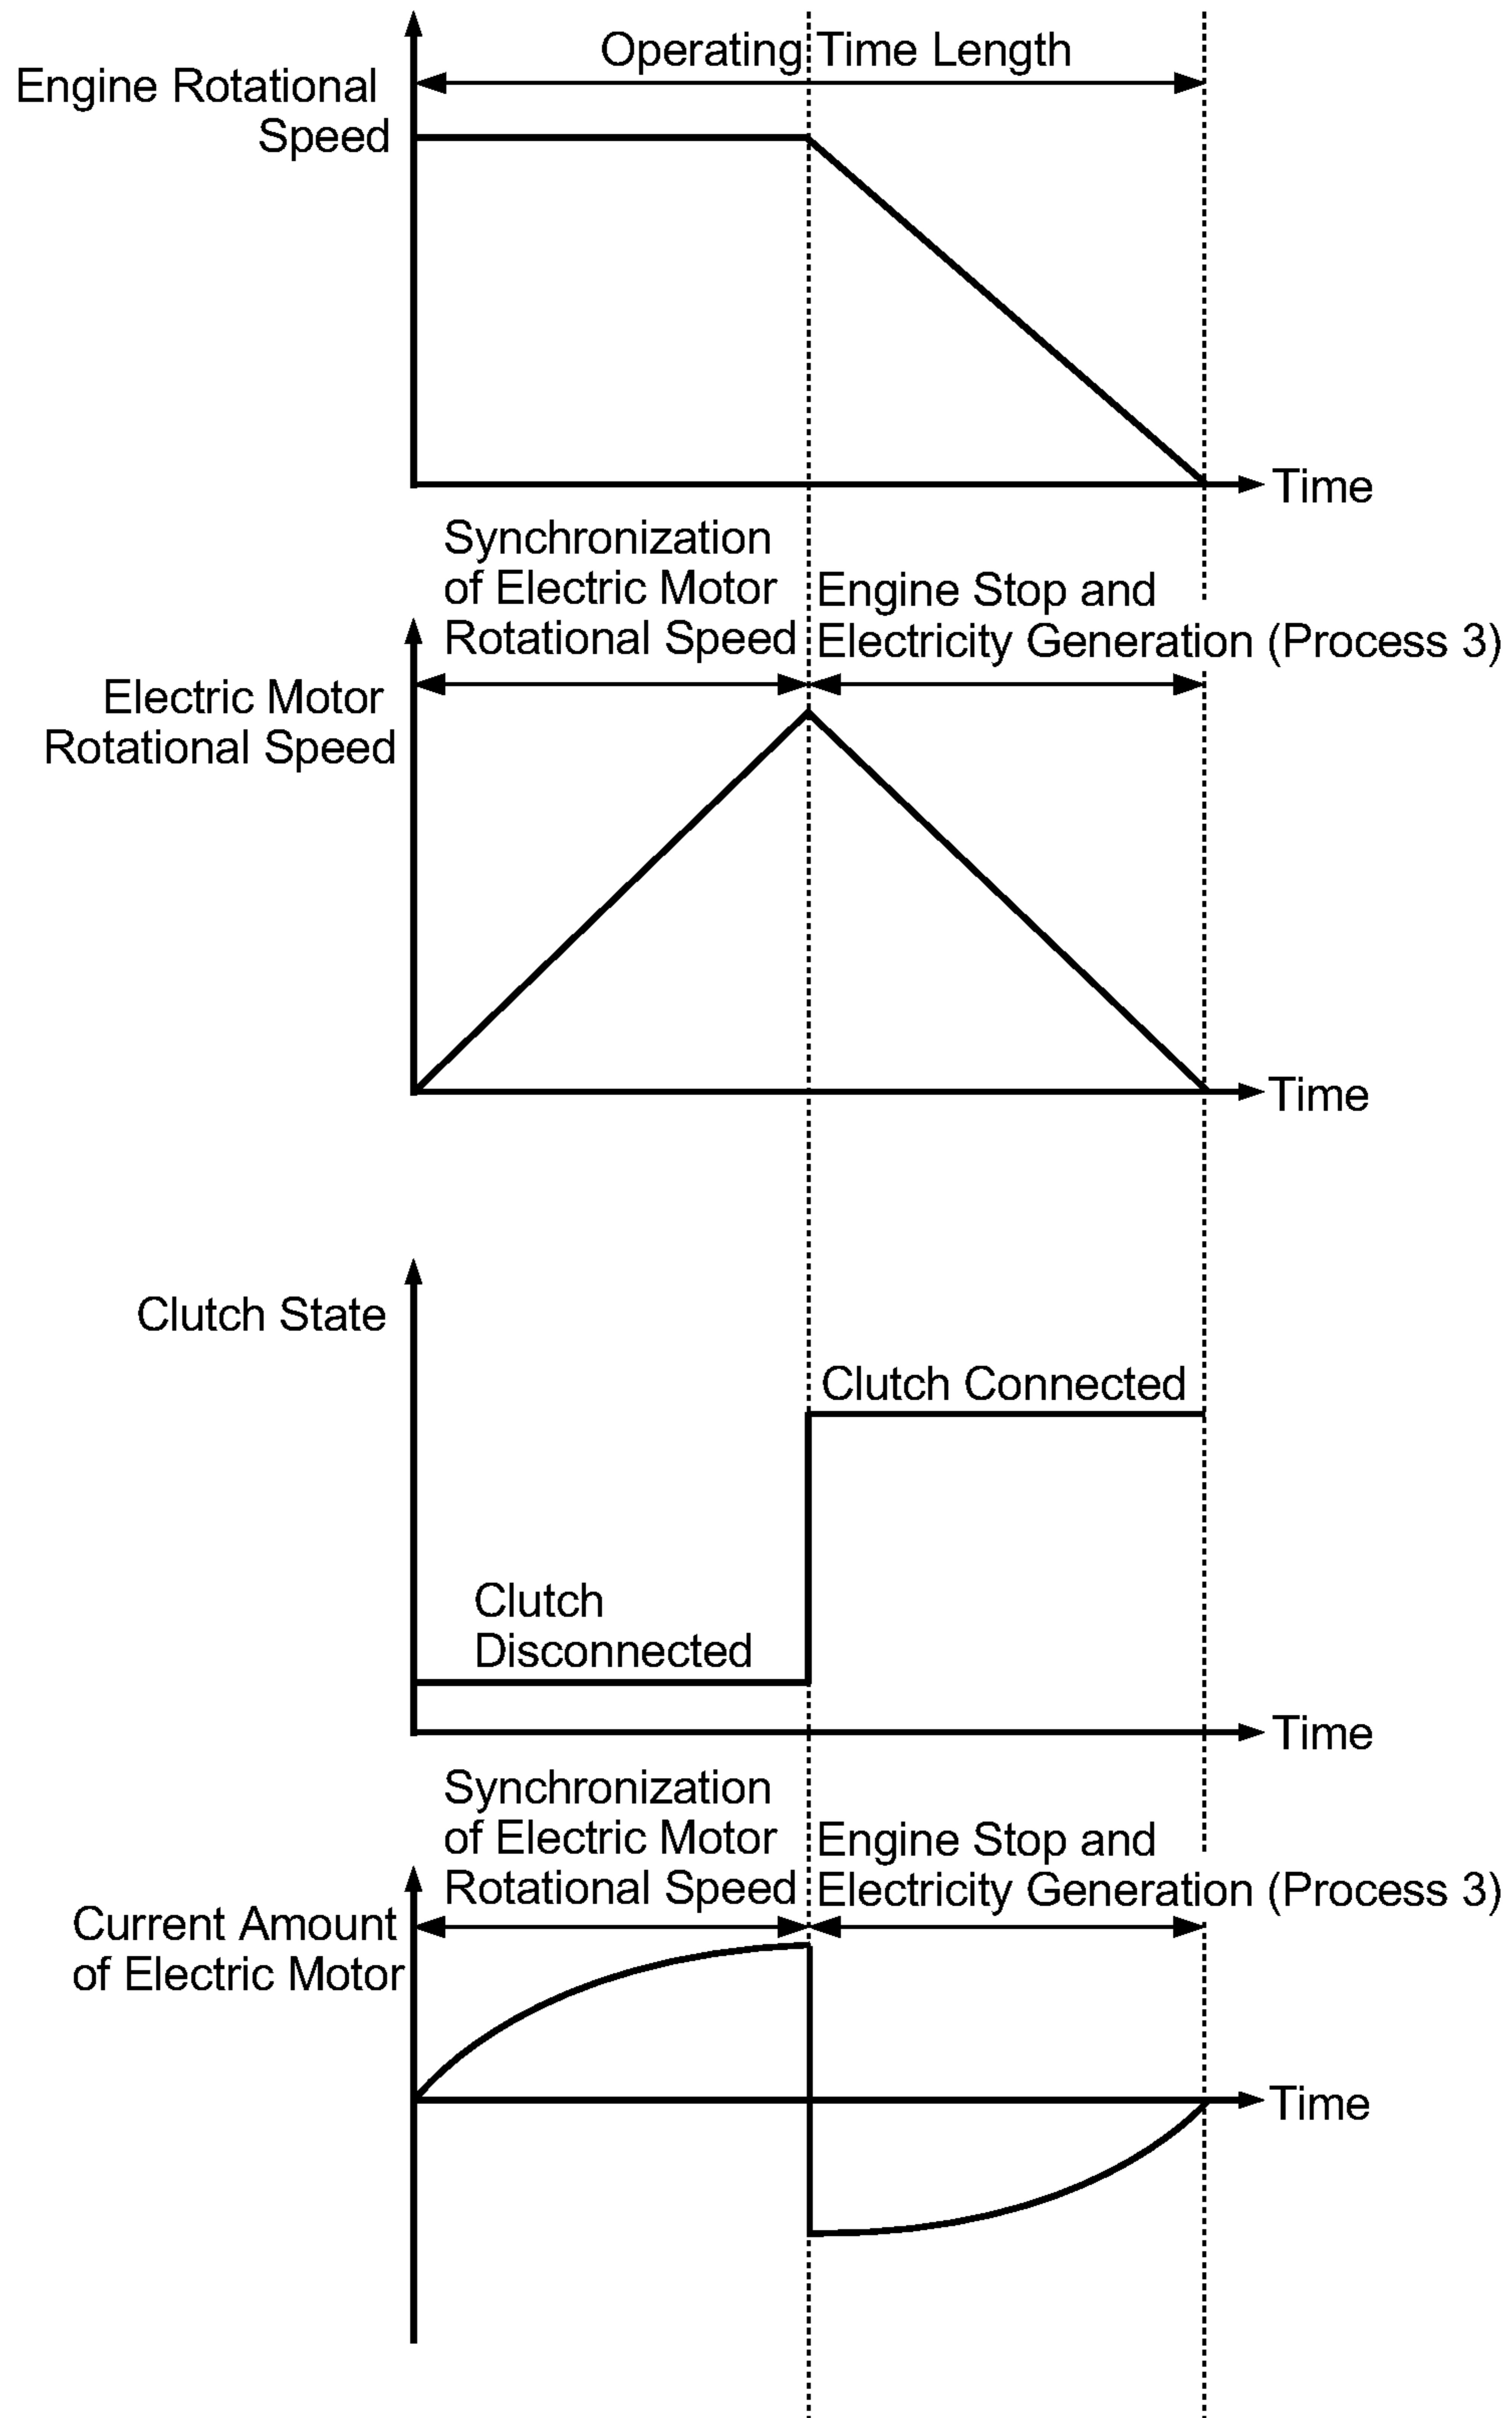 Operating Time Length
Engine Rotational
Speed
Time
Synchronization
of Electric Motor
Rotational Speed
Engine Stop and
Electricity Generation (Process 3)
Electric Motor
Rotational Speed
Time
Clutch State
Clutch Connected
Clutch
Disconnected
Time
Synchronization
of Electric Motor
Rotational Speed
Engine Stop and
Electricity Generation (Process 3)
Current Amount
of Electric Motor
Time